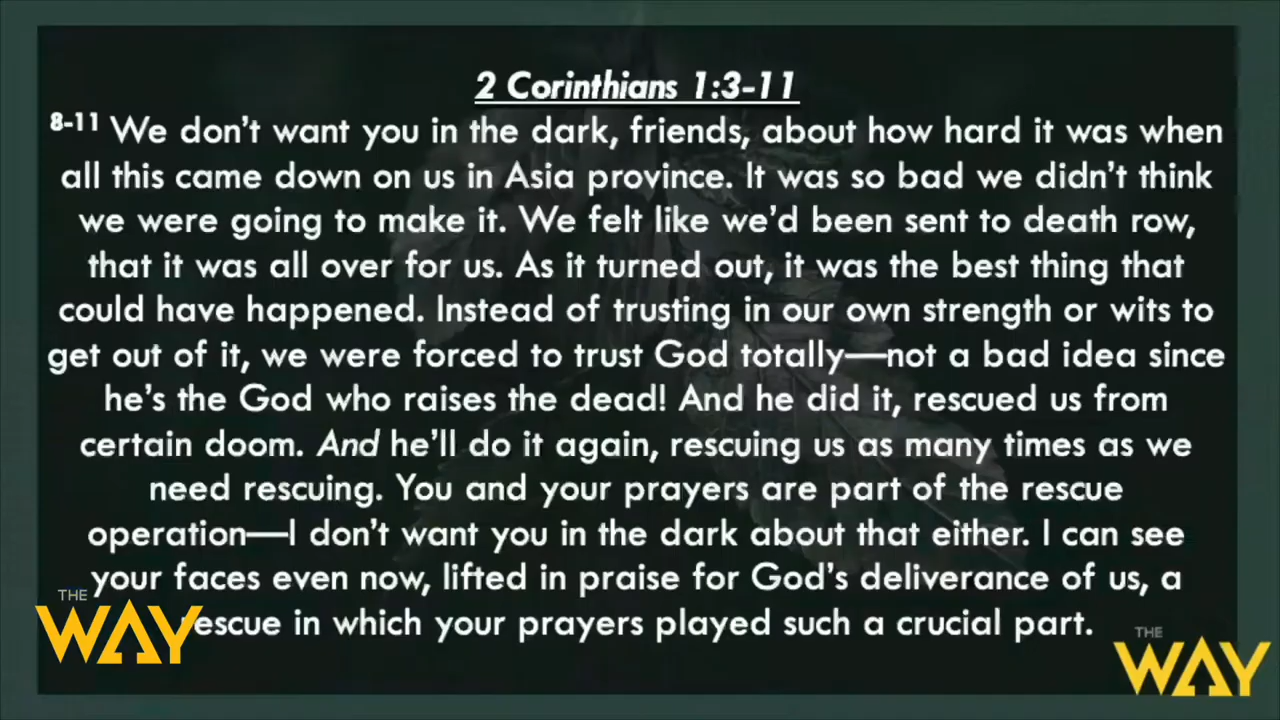 2 Corinthians 1:3-11
8-11 We don't want you in the dark, friends, about how hard it was when
all this came down on us in Asia province. It was so bad we didn't think
we were going to make it. We felt like we'd been sent to death row,
that it was all over for us. As it turned out, it was the best thing that
could have happened. Instead of trusting in our own strength or wits to
get out of it, we were forced to trust God totally—not a bad idea since
he's the God who raises the dead! And he did it, rescued us from
certain doom. And he'll do it again, rescuing us as many times as we
need rescuing. You and your prayers are part of the rescue
operation—I don't want you in the dark about that either. I can see
your faces even now, lifted in praise for God's deliverance of us, a
escue in which your prayers played such a crucial part.
THE
WAY
THE
WAY